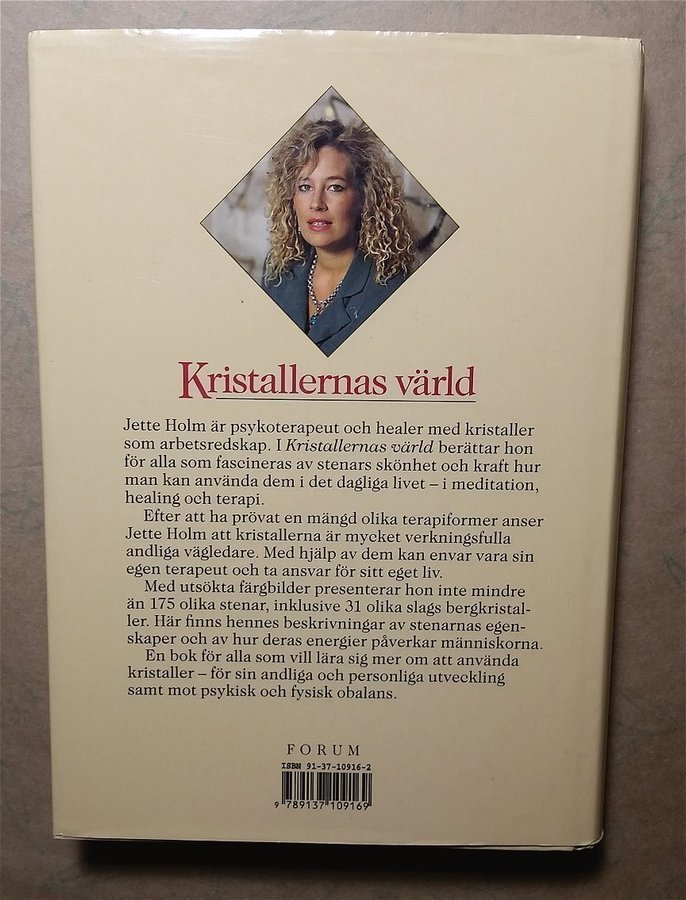 Kristallernas värld
Jette Holm är psykoterapeut och healer med kristaller
som arbetsredskap. I Kristallernas värld berättar hon
för alla som fascineras av stenars skönhet och kraft hur
man kan använda dem i det dagliga livet – i meditation,
healing och terapi.
Efter att ha prövat en mängd olika terapiformer anser
Jette Holm att kristallerna är mycket verkningsfulla
andliga vägledare. Med hjälp av dem kan envar vara sin
egen terapeut och ta ansvar för sitt eget liv.
Med utsökta färgbilder presenterar hon inte mindre
än 175 olika stenar, inklusive 31 olika slags bergkristal-
ler. Här finns hennes beskrivningar av stenarnas egen-
skaper och av hur deras energier påverkar människorna.
En bok för alla som vill lära sig mer om att använda
kristaller – för sin andliga och personliga utveckling
samt mot psykisk och fysisk obalans.
FORUM
ISBN 91-37-10916-2
9 789137 109169